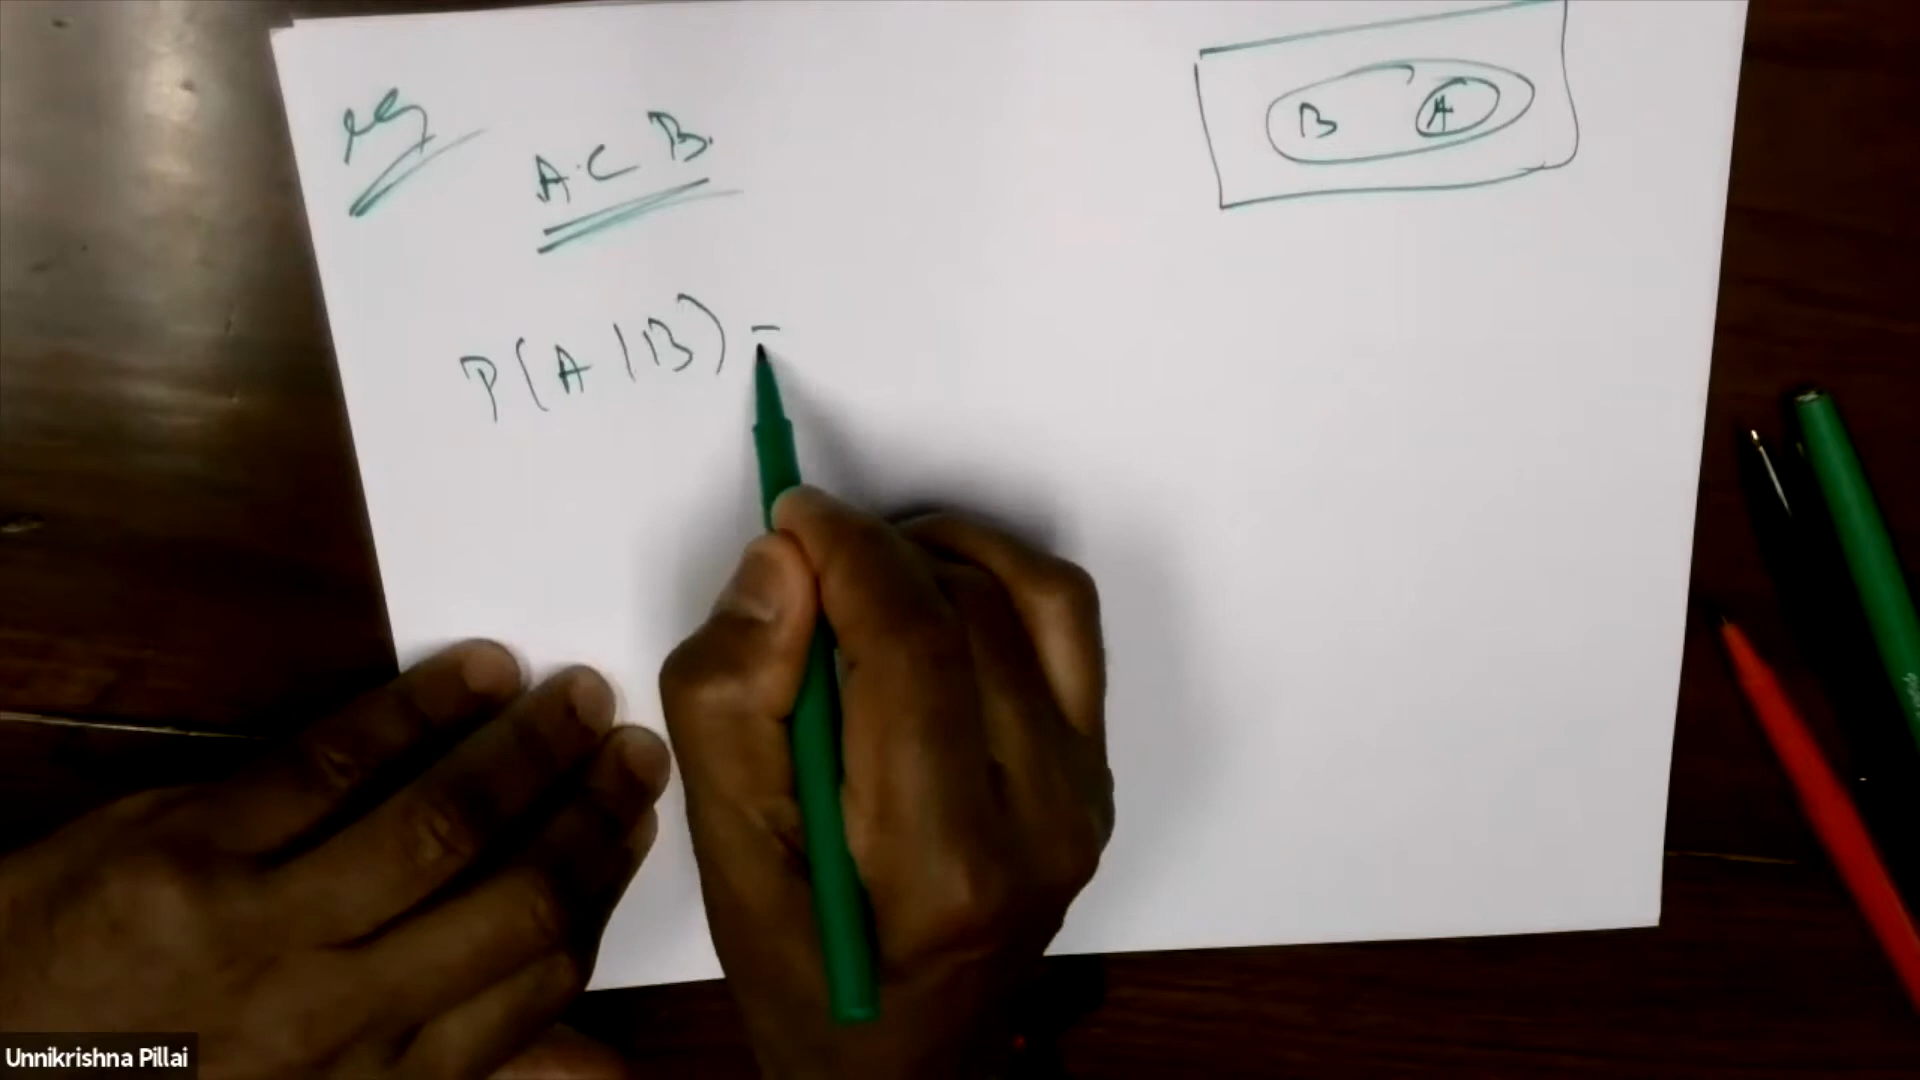 eg
A ⊂ B.
P(A|B) =
B A
Unnikrishna Pillai